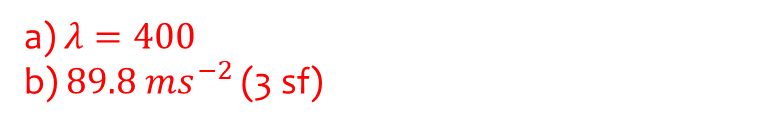 a) λ = 400
b) 89.8 ms⁻² (3 sf)